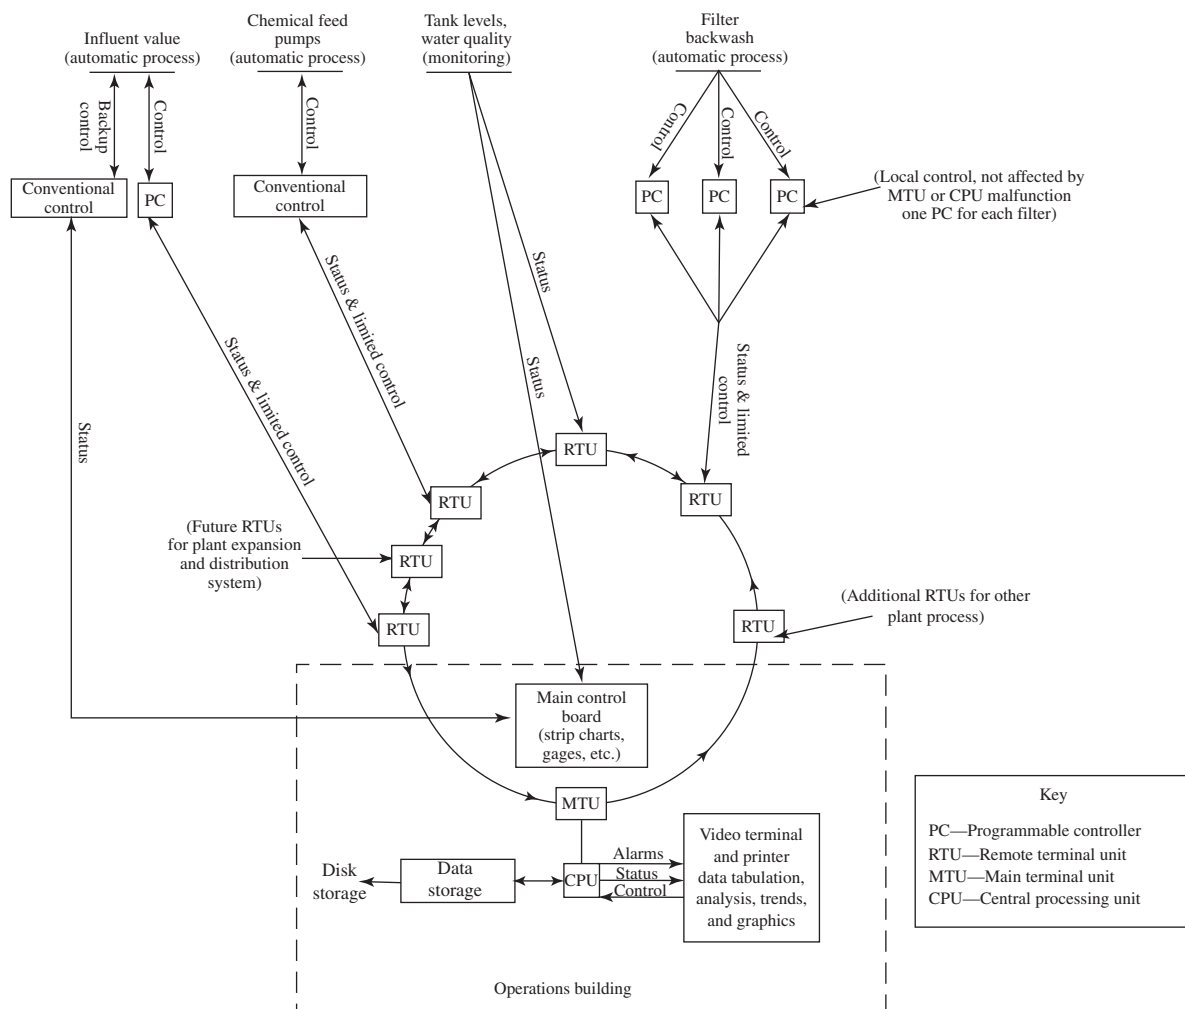 Influent value
(automatic process)
Chemical feed
pumps
(automatic process)
Tank levels,
water quality
(monitoring)
Filter
backwash
(automatic process)
Backup
control
Control
Control
Control
Control
Control
Conventional
control
PC
Conventional
control
PC
PC
PC
(Local control, not affected by
MTU or CPU malfunction
one PC for each filter)
Status
Status & limited control
Status & limited control
Status
Status
Status & limited
control
RTU
RTU
RTU
(Future RTUs
for plant expansion
and distribution
system)
RTU
RTU
RTU
(Additional RTUs for other
plant process)
Main control
board
(strip charts,
gages, etc.)
MTU
Disk
storage
Data
storage
CPU
Alarms
Status
Control
Video terminal
and printer
data tabulation,
analysis, trends,
and graphics
Operations building
Key
PC—Programmable controller
RTU—Remote terminal unit
MTU—Main terminal unit
CPU—Central processing unit